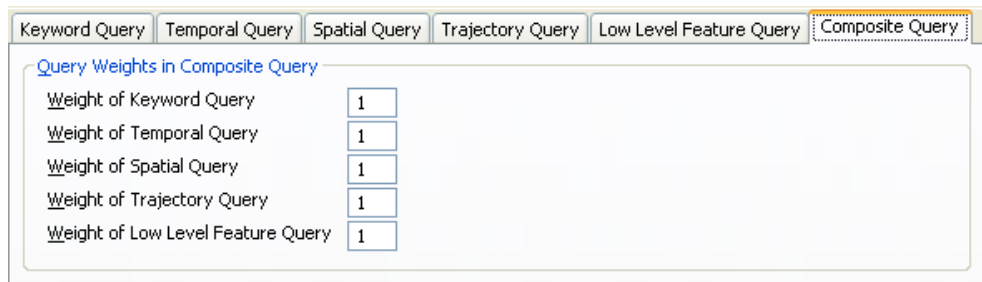 Keyword Query Temporal Query Spatial Query Trajectory Query Low Level Feature Query Composite Query
Query Weights in Composite Query
Weight of Keyword Query 1
Weight of Temporal Query 1
Weight of Spatial Query 1
Weight of Trajectory Query 1
Weight of Low Level Feature Query 1